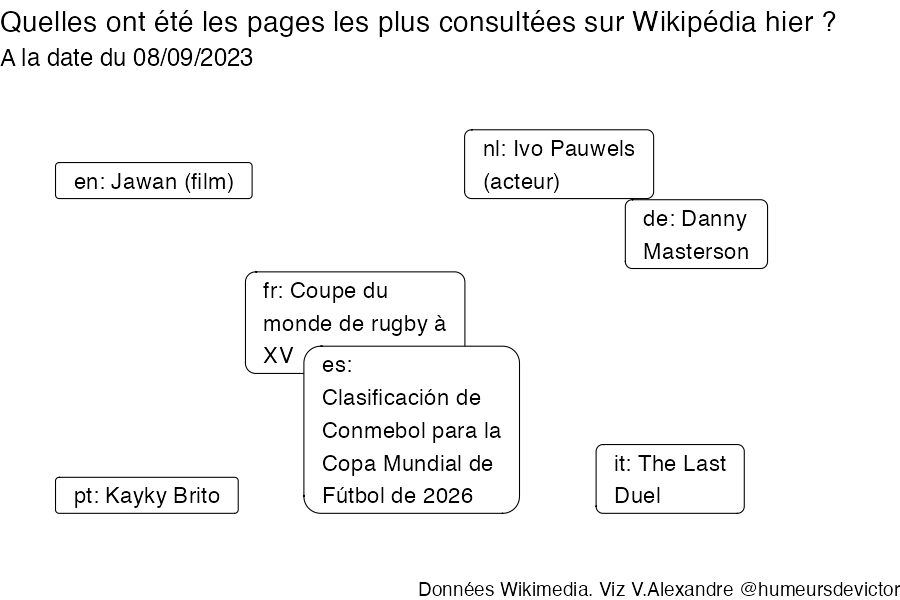 Quelles ont été les pages les plus consultées sur Wikipédia hier ?
A la date du 08/09/2023
nl: Ivo Pauwels
(acteur)
en: Jawan (film)
de: Danny
Masterson
fr: Coupe du
monde de rugby à
XV
es:
Clasificación de
Conmebol para la
Copa Mundial de
Fútbol de 2026
it: The Last
Duel
pt: Kayky Brito
Données Wikimedia. Viz V.Alexandre @humeursdevictor